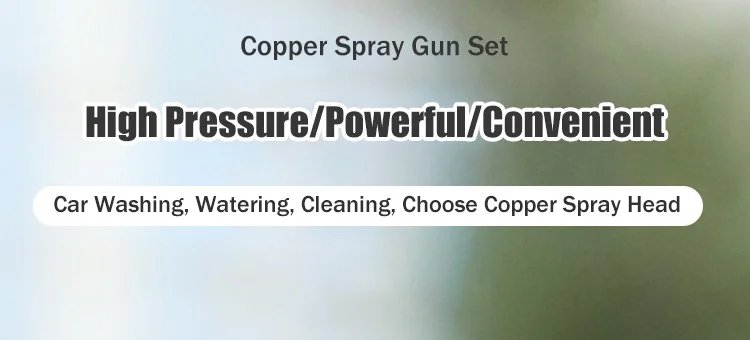 Copper Spray Gun Set
High Pressure/Powerful/Convenient
Car Washing, Watering, Cleaning, Choose Copper Spray Head